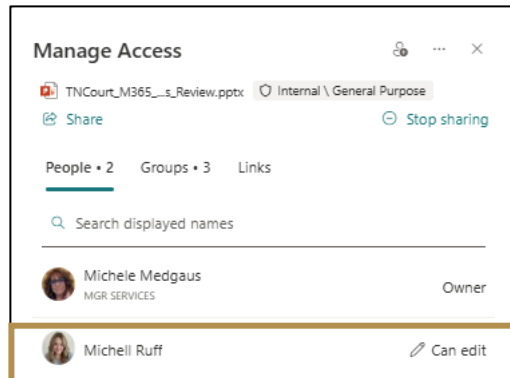 Manage Access
TNCourt_M365_...s_Review.pptx Internal \ General Purpose
Share Stop sharing
People • 2 Groups • 3 Links
Search displayed names
Michele Medgaus
MGR SERVICES
Owner
Michell Ruff Can edit